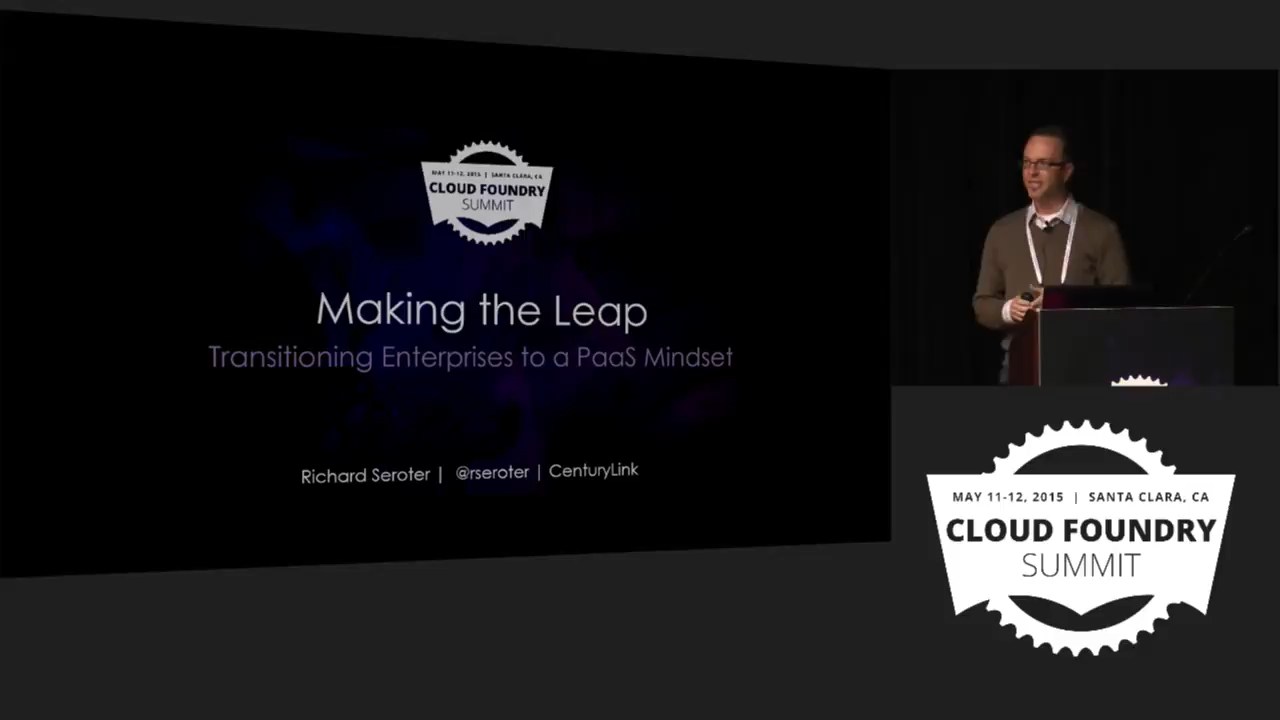 MAY 11-12, 2015 | SANTA CLARA, CA
CLOUD FOUNDRY
SUMMIT
Making the Leap
Transitioning Enterprises to a PaaS Mindset
Richard Seroter | @rseroter | CenturyLink
MAY 11-12, 2015 | SANTA CLARA, CA
CLOUD FOUNDRY
SUMMIT